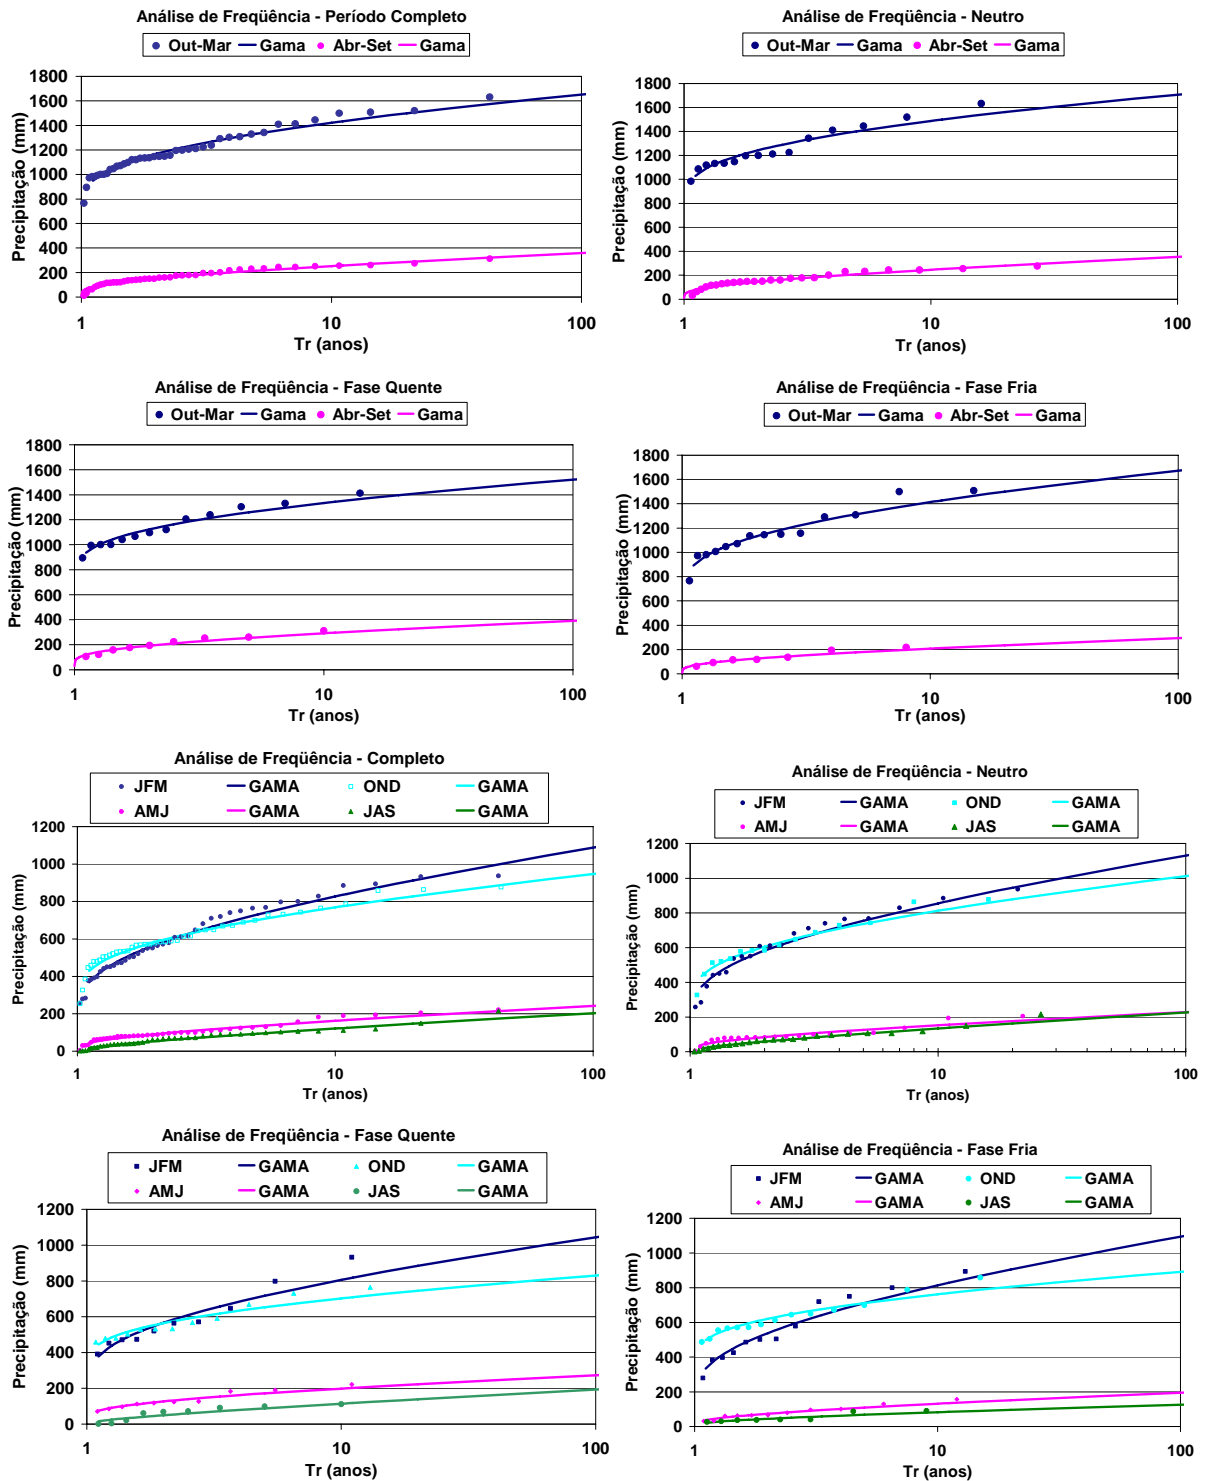 Análise de Freqüência - Período Completo
Out-Mar Gama Abr-Set Gama
Precipitação (mm)
1800
1600
1400
1200
1000
800
600
400
200
0
1 10 100
Tr (anos)
Análise de Freqüência - Neutro
Out-Mar Gama Abr-Set Gama
Precipitação (mm)
1800
1600
1400
1200
1000
800
600
400
200
0
1 10 100
Tr (anos)
Análise de Freqüência - Fase Quente
Out-Mar Gama Abr-Set Gama
Precipitação (mm)
1800
1600
1400
1200
1000
800
600
400
200
0
1 10 100
Tr (anos)
Análise de Freqüência - Fase Fria
Out-Mar Gama Abr-Set Gama
Precipitação (mm)
1800
1600
1400
1200
1000
800
600
400
200
0
1 10 100
Tr (anos)
Análise de Freqüência - Completo
JFM GAMA OND GAMA
AMJ GAMA JAS GAMA
Precipitação (mm)
1200
1000
800
600
400
200
0
1 10 100
Tr (anos)
Análise de Freqüência - Neutro
JFM GAMA OND GAMA
AMJ GAMA JAS GAMA
Precipitação (mm)
1200
1000
800
600
400
200
0
1 10 100
Tr (anos)
Análise de Freqüência - Fase Quente
JFM GAMA OND GAMA
AMJ GAMA JAS GAMA
Precipitação (mm)
1200
1000
800
600
400
200
0
1 10 100
Tr (anos)
Análise de Freqüência - Fase Fria
JFM GAMA OND GAMA
AMJ GAMA JAS GAMA
Precipitação (mm)
1200
1000
800
600
400
200
0
1 10 100
Tr (anos)